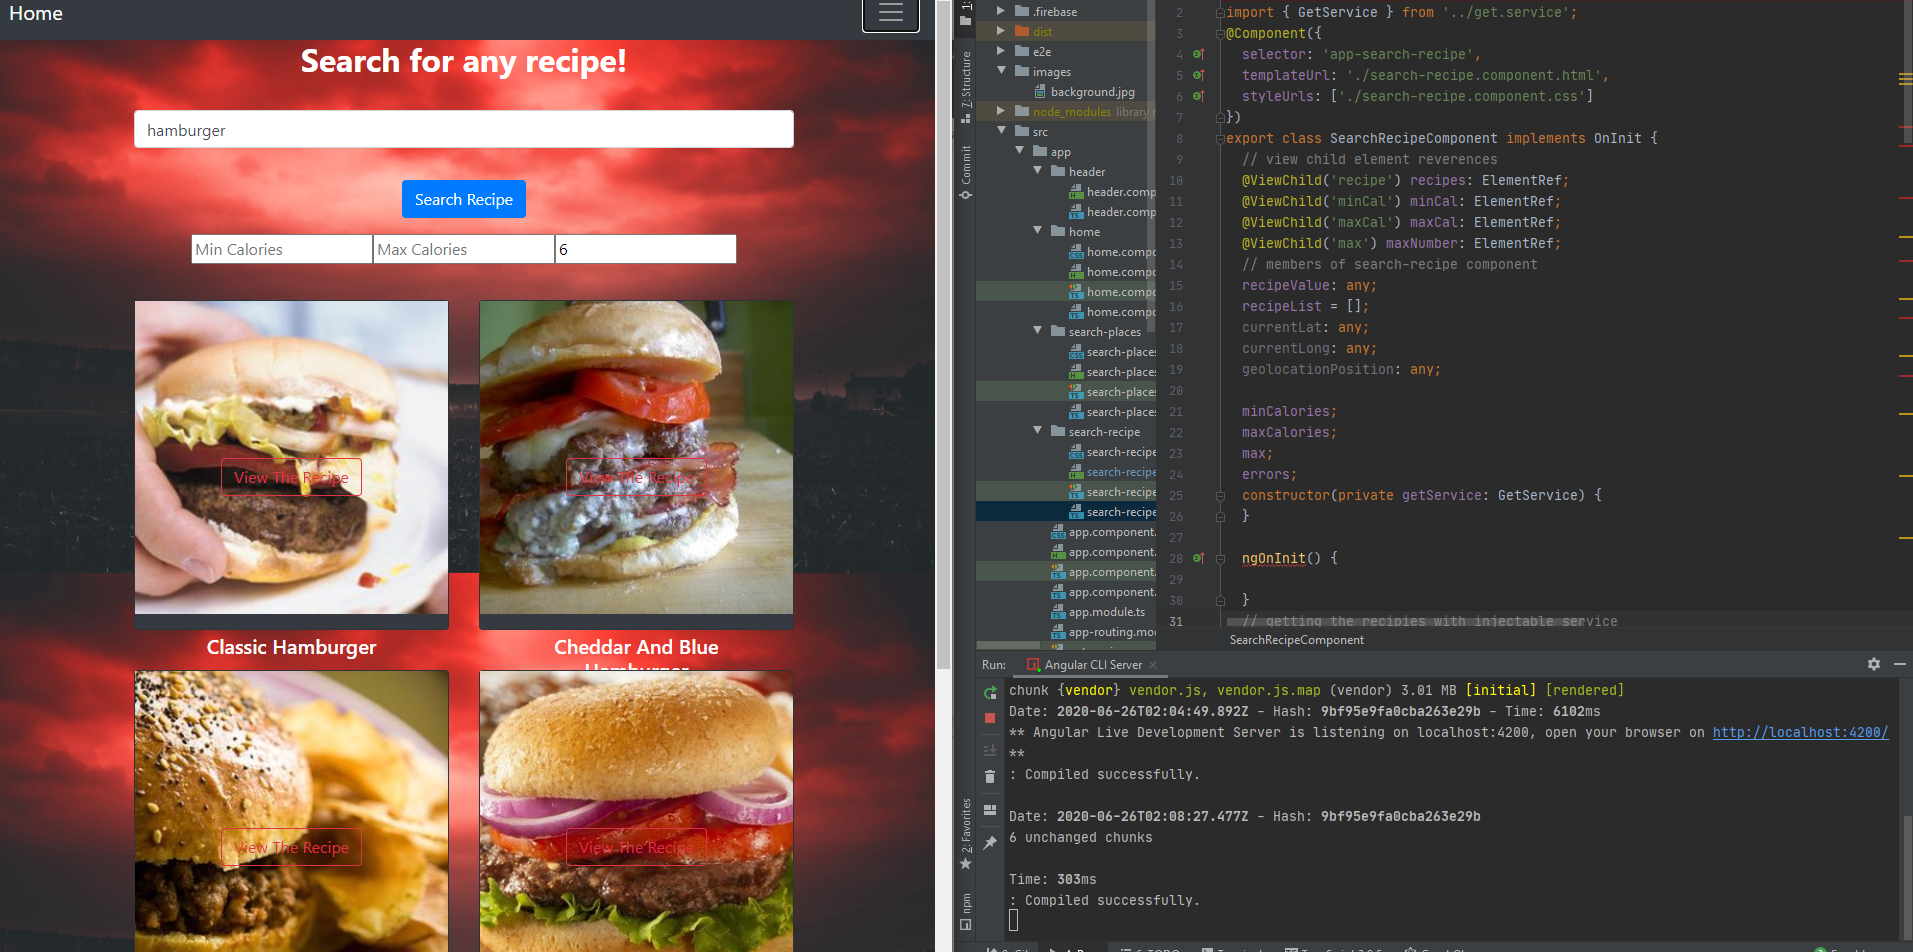 Home
Search for any recipe!
hamburger
Search Recipe
Min Calories
Max Calories
6
View The Recipe
View The Recipe
Classic Hamburger
Cheddar And Blue
Hamburger
View The Recipe
View The Recipe
1:
7: Structure
Commit
2: Favorites
npm
.firebase
dist
e2e
images
background.jpg
node_modules library
src
app
header
header.comp
header.comp
home
home.compo
home.compo
home.compo
home.compo
search-places
search-places
search-places
search-places
search-places
search-recipe
search-recipe
search-recipe
search-recipe
search-recipe
app.component.
app.component.
app.component.
app.component.
app.module.ts
app-routing.mod
2 import { GetService } from '../get.service';
3 @Component({
4 selector: 'app-search-recipe',
5 templateUrl: './search-recipe.component.html',
6 styleUrls: ['./search-recipe.component.css']
7 })
8 export class SearchRecipeComponent implements OnInit {
9 // view child element reverences
10 @ViewChild('recipe') recipes: ElementRef;
11 @ViewChild('minCal') minCal: ElementRef;
12 @ViewChild('maxCal') maxCal: ElementRef;
13 @ViewChild('max') maxNumber: ElementRef;
14 // members of search-recipe component
15 recipeValue: any;
16 recipeList = [];
17 currentLat: any;
18 currentLong: any;
19 geolocationPosition: any;
20
21 minCalories;
22 maxCalories;
23 max;
24 errors;
25 constructor(private getService: GetService) {
26 }
27
28 ngOnInit() {
29
30 }
31 // getting the recipies with injectable service
SearchRecipeComponent
Run: Angular CLI Server
chunk {vendor} vendor.js, vendor.js.map (vendor) 3.01 MB [initial] [rendered]
Date: 2020-06-26T02:04:49.892Z - Hash: 9bf95e9fa0cba263e29b - Time: 6102ms
** Angular Live Development Server is listening on localhost:4200, open your browser on http://localhost:4200/
**
: Compiled successfully.
Date: 2020-06-26T02:08:27.477Z - Hash: 9bf95e9fa0cba263e29b
6 unchanged chunks
Time: 303ms
: Compiled successfully.